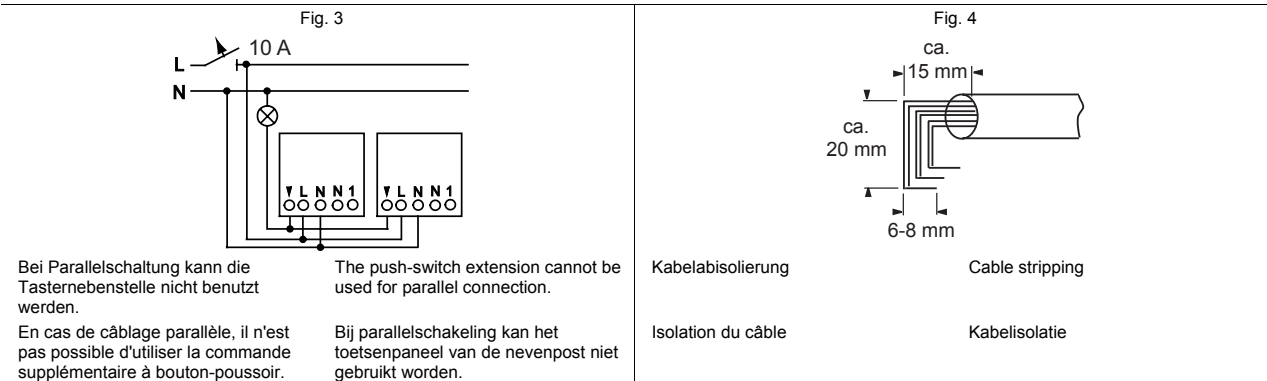 Fig. 3
10 A
L
N
L N N 1
L N N 1
Bei Parallelschaltung kann die
Tasternebenstelle nicht benutzt
werden.
The push-switch extension cannot be
used for parallel connection.
En cas de câblage parallèle, il n'est
pas possible d'utiliser la commande
supplémentaire à bouton-poussoir.
Bij parallelschakeling kan het
toetsenpaneel van de nevenpost niet
gebruikt worden.
Fig. 4
ca.
15 mm
ca.
20 mm
6-8 mm
Kabelabisolierung
Cable stripping
Isolation du câble
Kabelisolatie